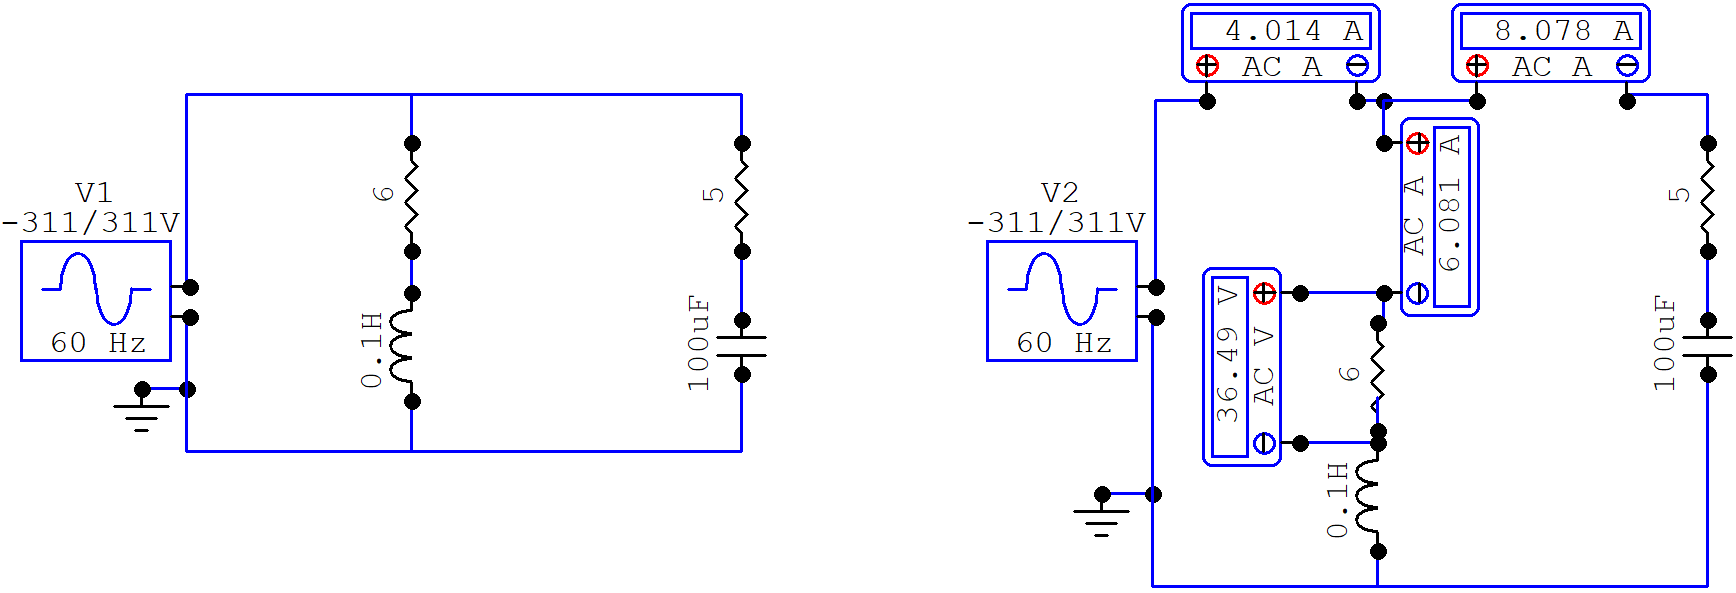 V1
-311/311V
60 Hz
6
0.1H
5
100uF
4.014 A
AC A
8.078 A
AC A
AC A
6.081 A
V2
-311/311V
60 Hz
36.49 V
AC V
6
0.1H
5
100uF